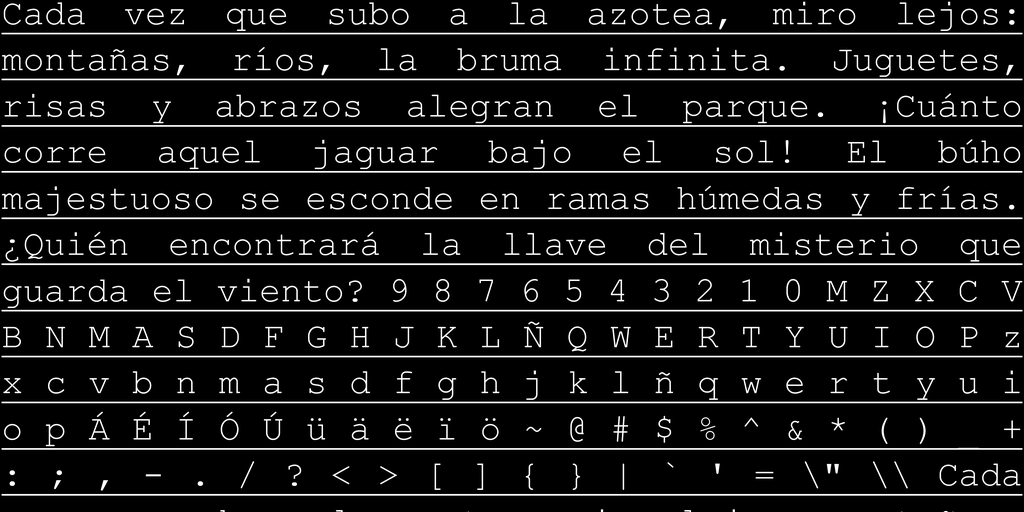 Cada vez que subo a la azotea, miro lejos:
montañas, ríos, la bruma infinita. Juguetes,
risas y abrazos alegran el parque. ¡Cuánto
corre aquel jaguar bajo el sol! El búho
majestuoso se esconde en ramas húmedas y frías.
¿Quién encontrará la llave del misterio que
guarda el viento? 9 8 7 6 5 4 3 2 1 0 M Z X C V
B N M A S D F G H J K L Ñ Q W E R T Y U I O P z
x c v b n m a s d f g h j k l ñ q w e r t y u i
o p Á É Í Ó Ú ü ä ë ï ö ~ @ # $ % ^ & * ( ) _ +
: ; , - . / ? < > [ ] { } | ` ' = \" \\ Cada